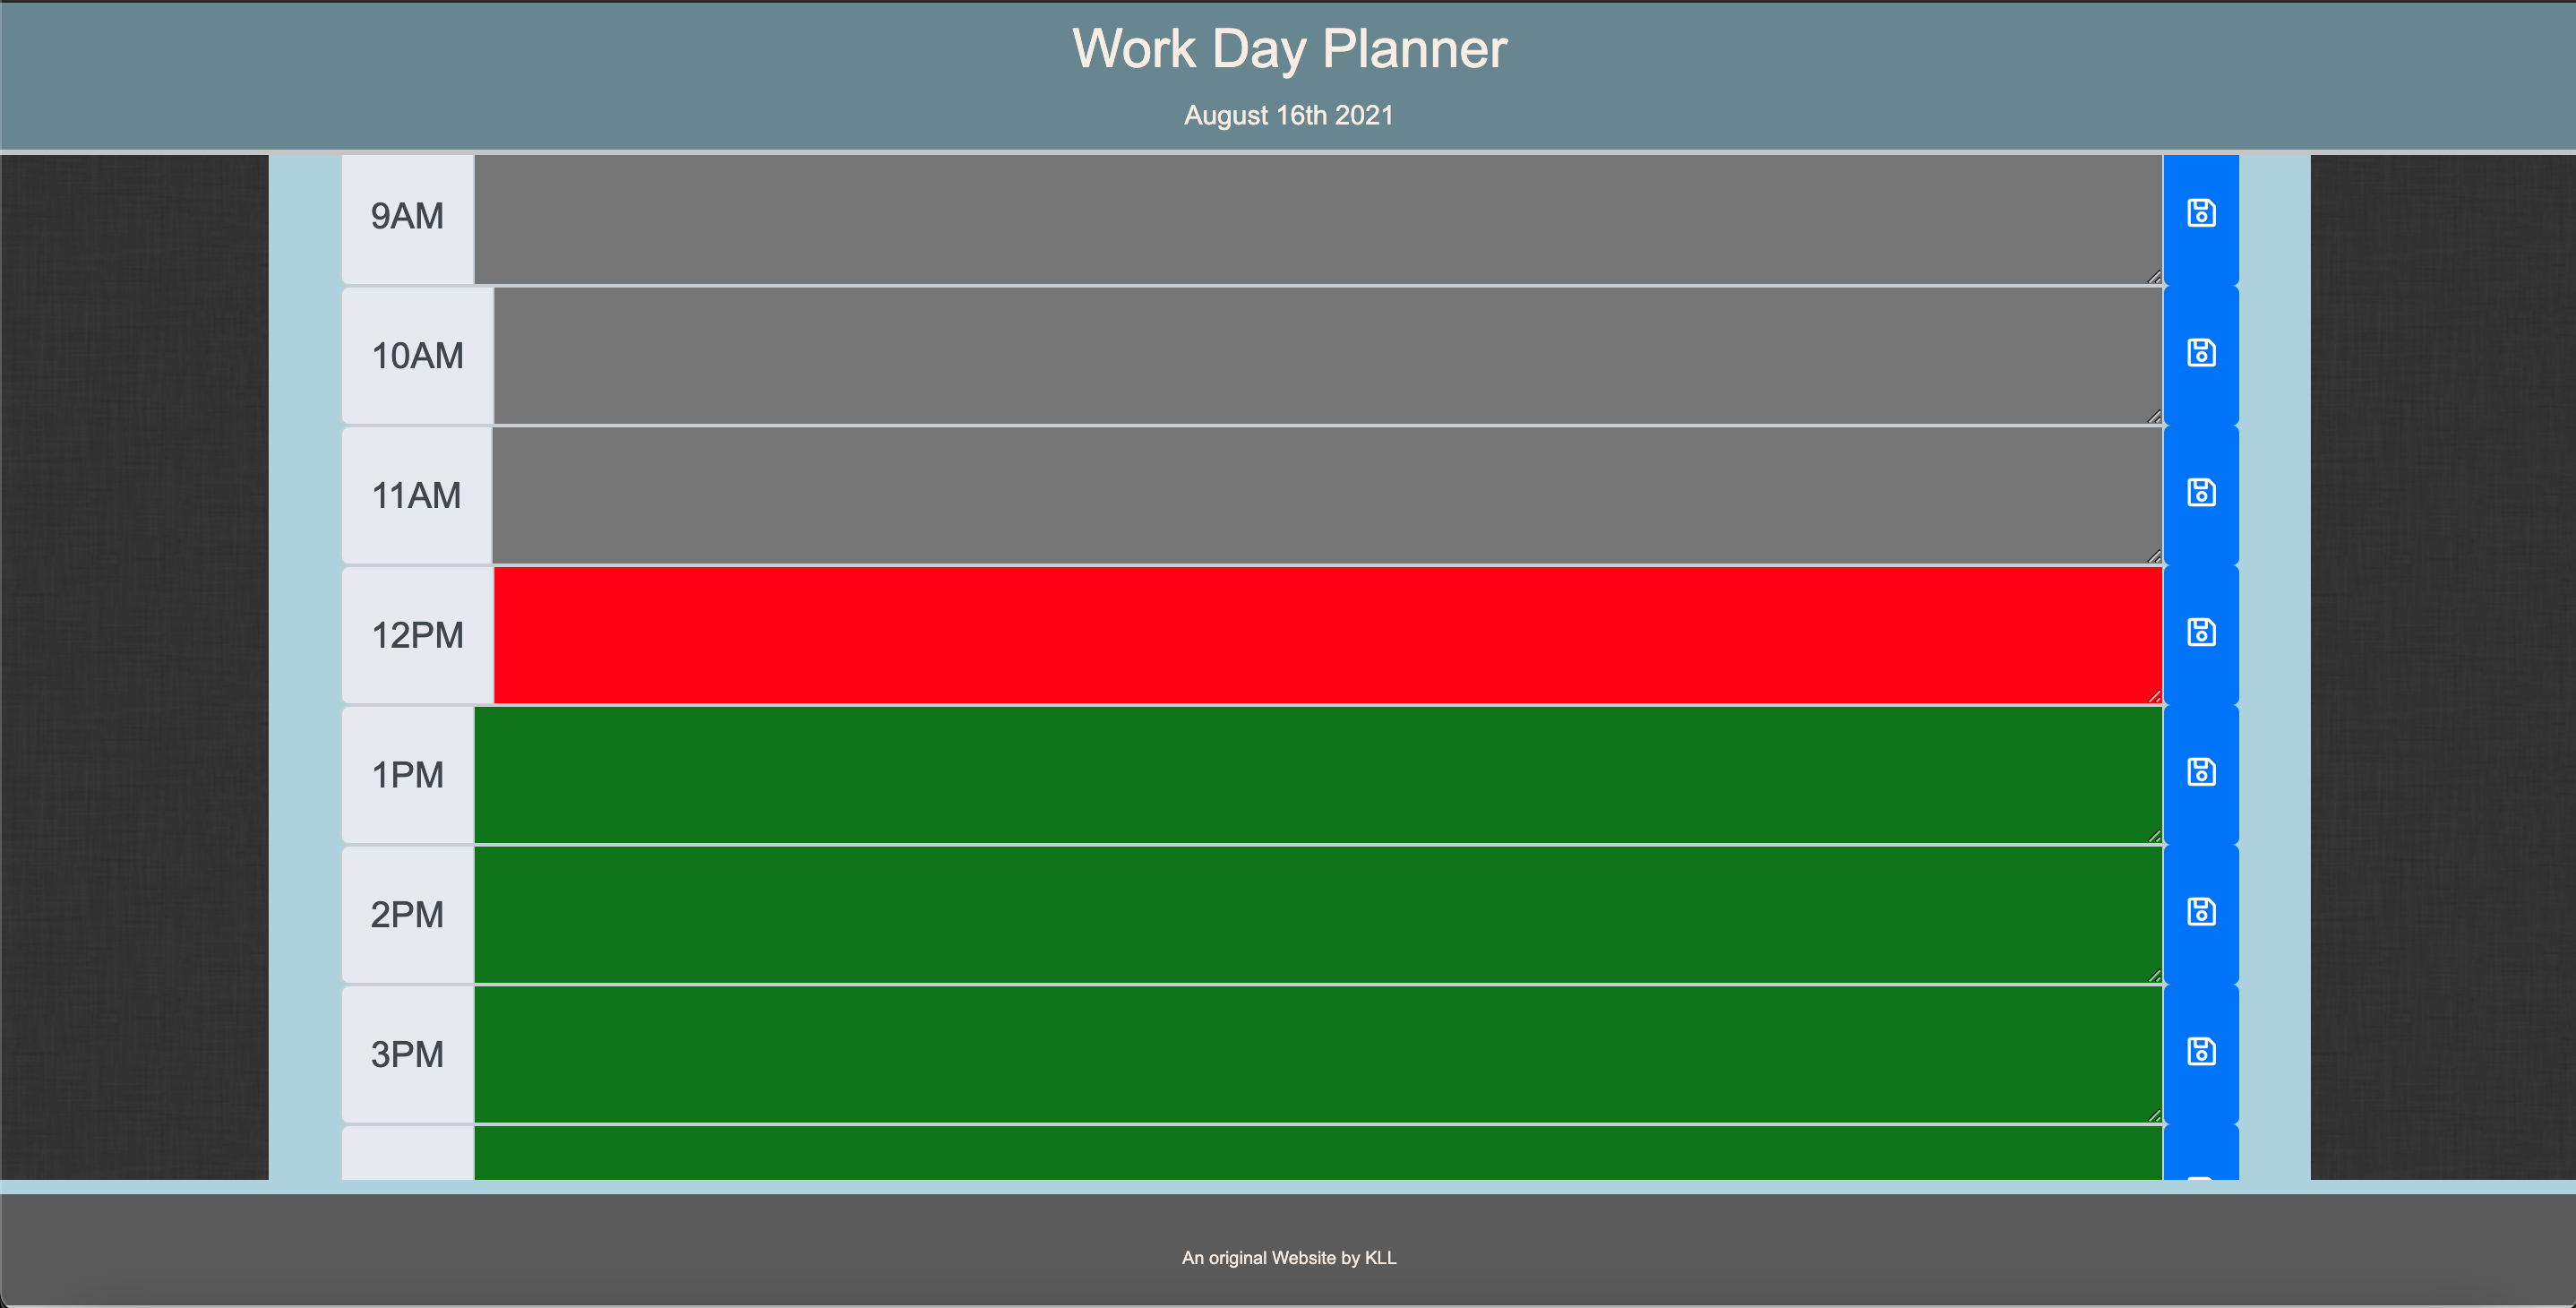 Work Day Planner
August 16th 2021
9AM
10AM
11AM
12PM
1PM
2PM
3PM
An original Website by KLL